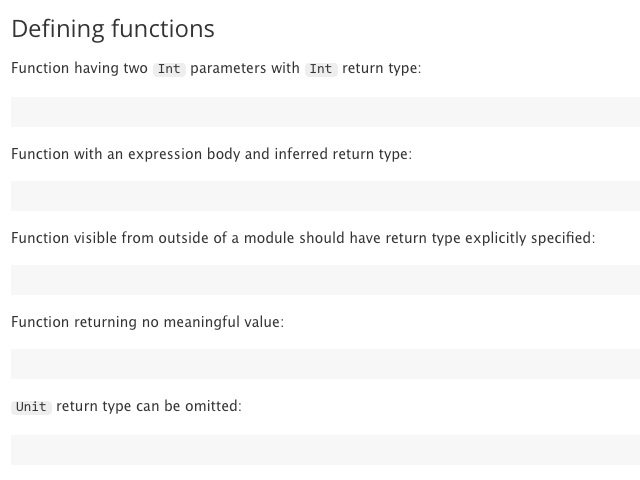 Defining functions
Function having two Int parameters with Int return type:
Function with an expression body and inferred return type:
Function visible from outside of a module should have return type explicitly specified:
Function returning no meaningful value:
Unit return type can be omitted: